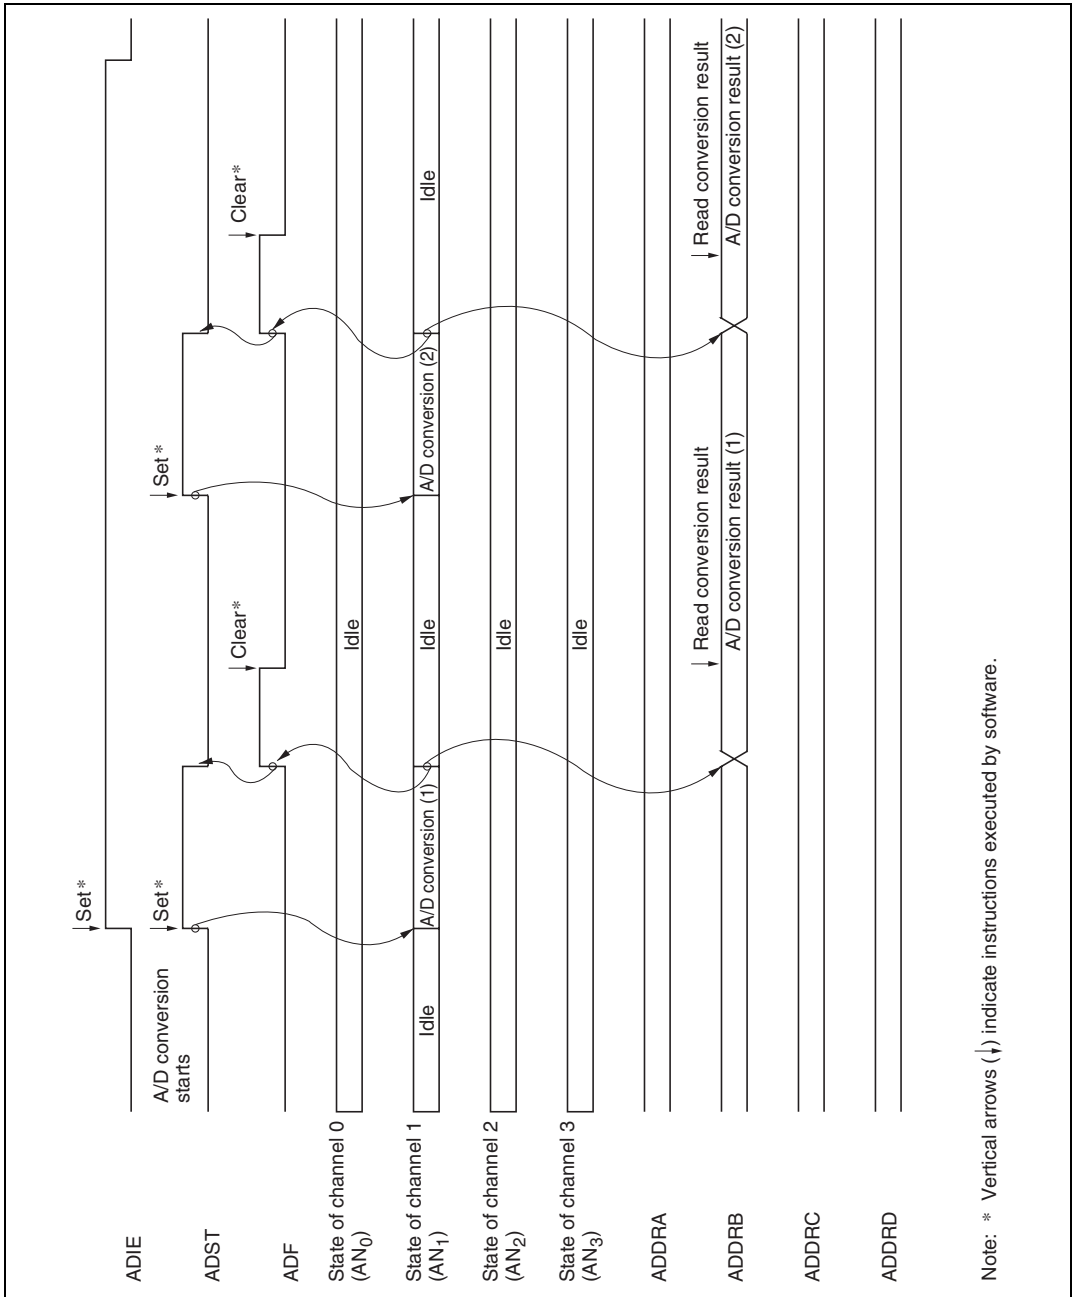 ADIE
Set*
ADST
A/D conversion
starts
Set*
Set*
ADF
Clear*
Clear*
State of channel 0
(AN0)
Idle
State of channel 1
(AN1)
Idle
A/D conversion (1)
Idle
A/D conversion (2)
Idle
State of channel 2
(AN2)
Idle
State of channel 3
(AN3)
Idle
ADDRA
ADDRB
Read conversion result
A/D conversion result (1)
Read conversion result
A/D conversion result (2)
ADDRC
ADDRD
Note: * Vertical arrows (↓) indicate instructions executed by software.